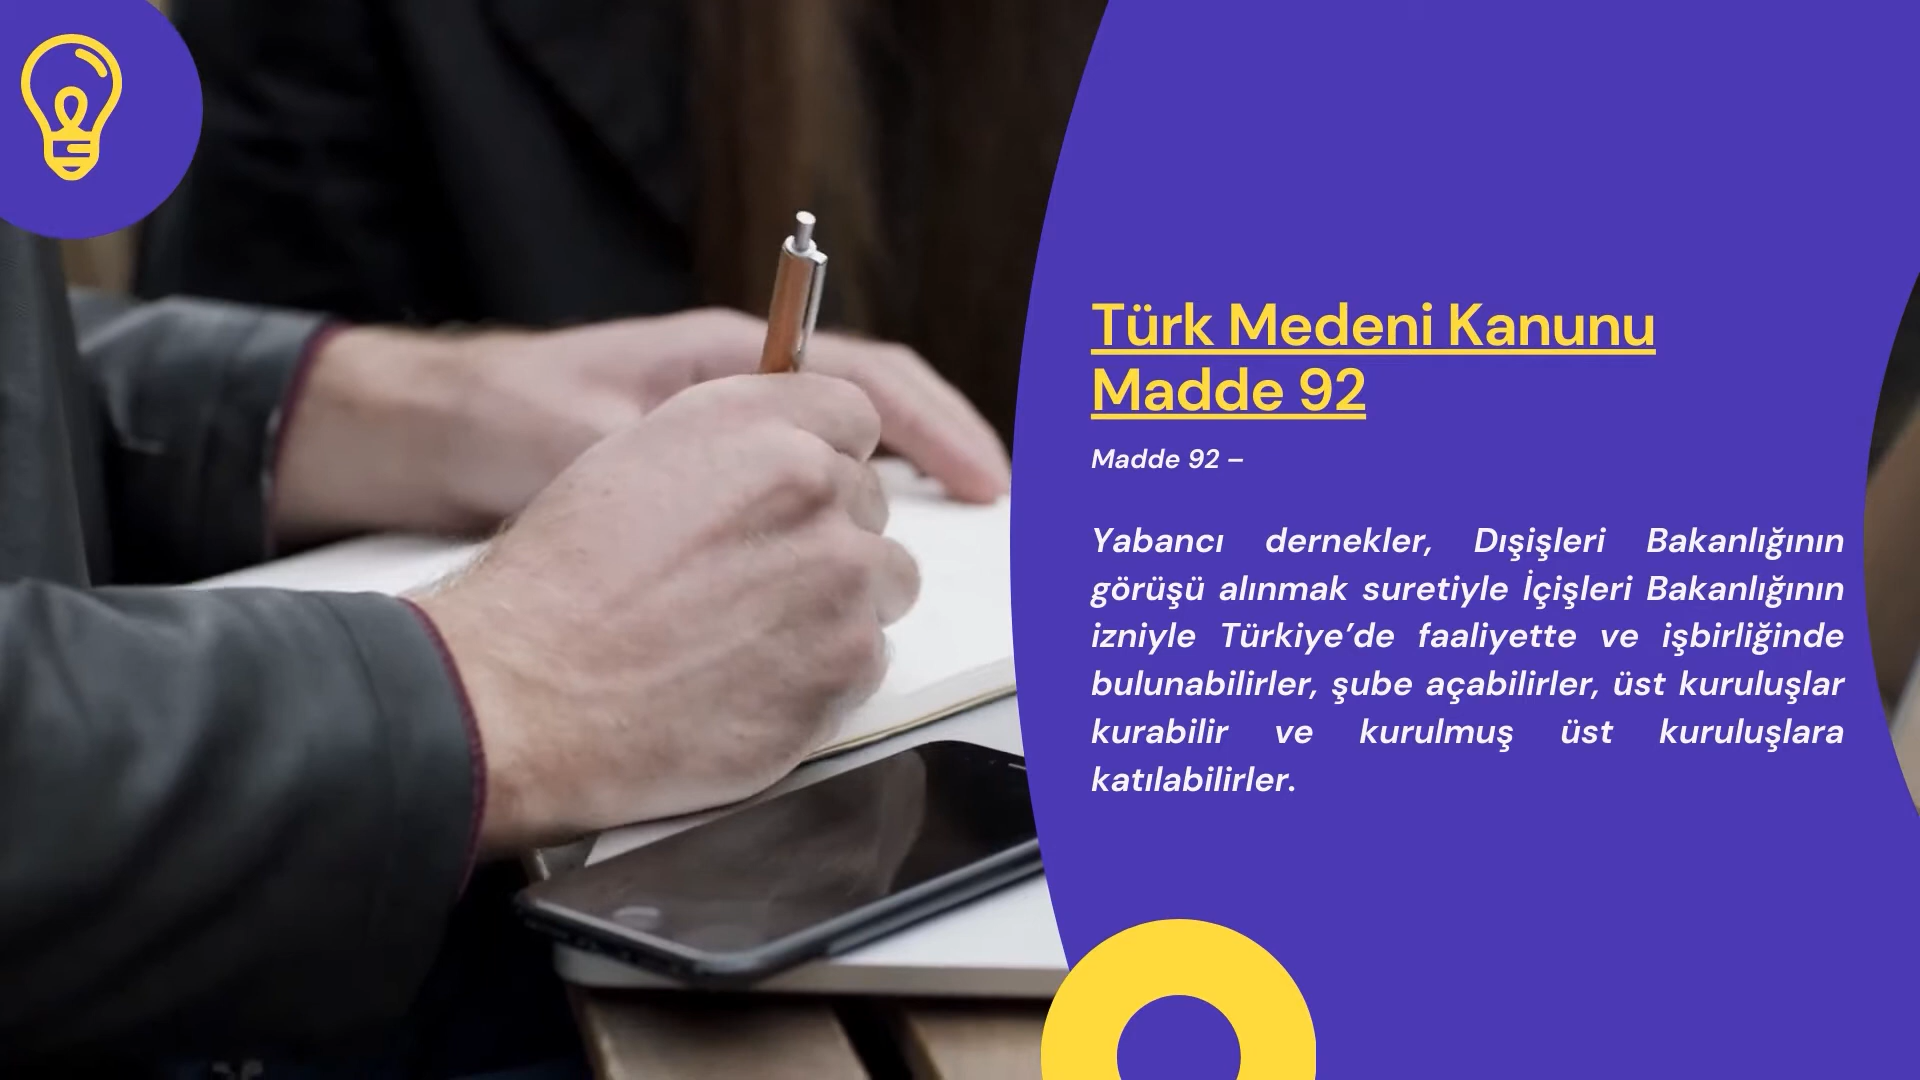 Türk Medeni Kanunu
Madde 92
Madde 92 –
Yabancı dernekler, Dışişleri Bakanlığının
görüşü alınmak suretiyle İçişleri Bakanlığının
izniyle Türkiye’de faaliyette ve işbirliğinde
bulunabilirler, şube açabilirler, üst kuruluşlar
kurabilir ve kurulmuş üst kuruluşlara
katılabilirler.